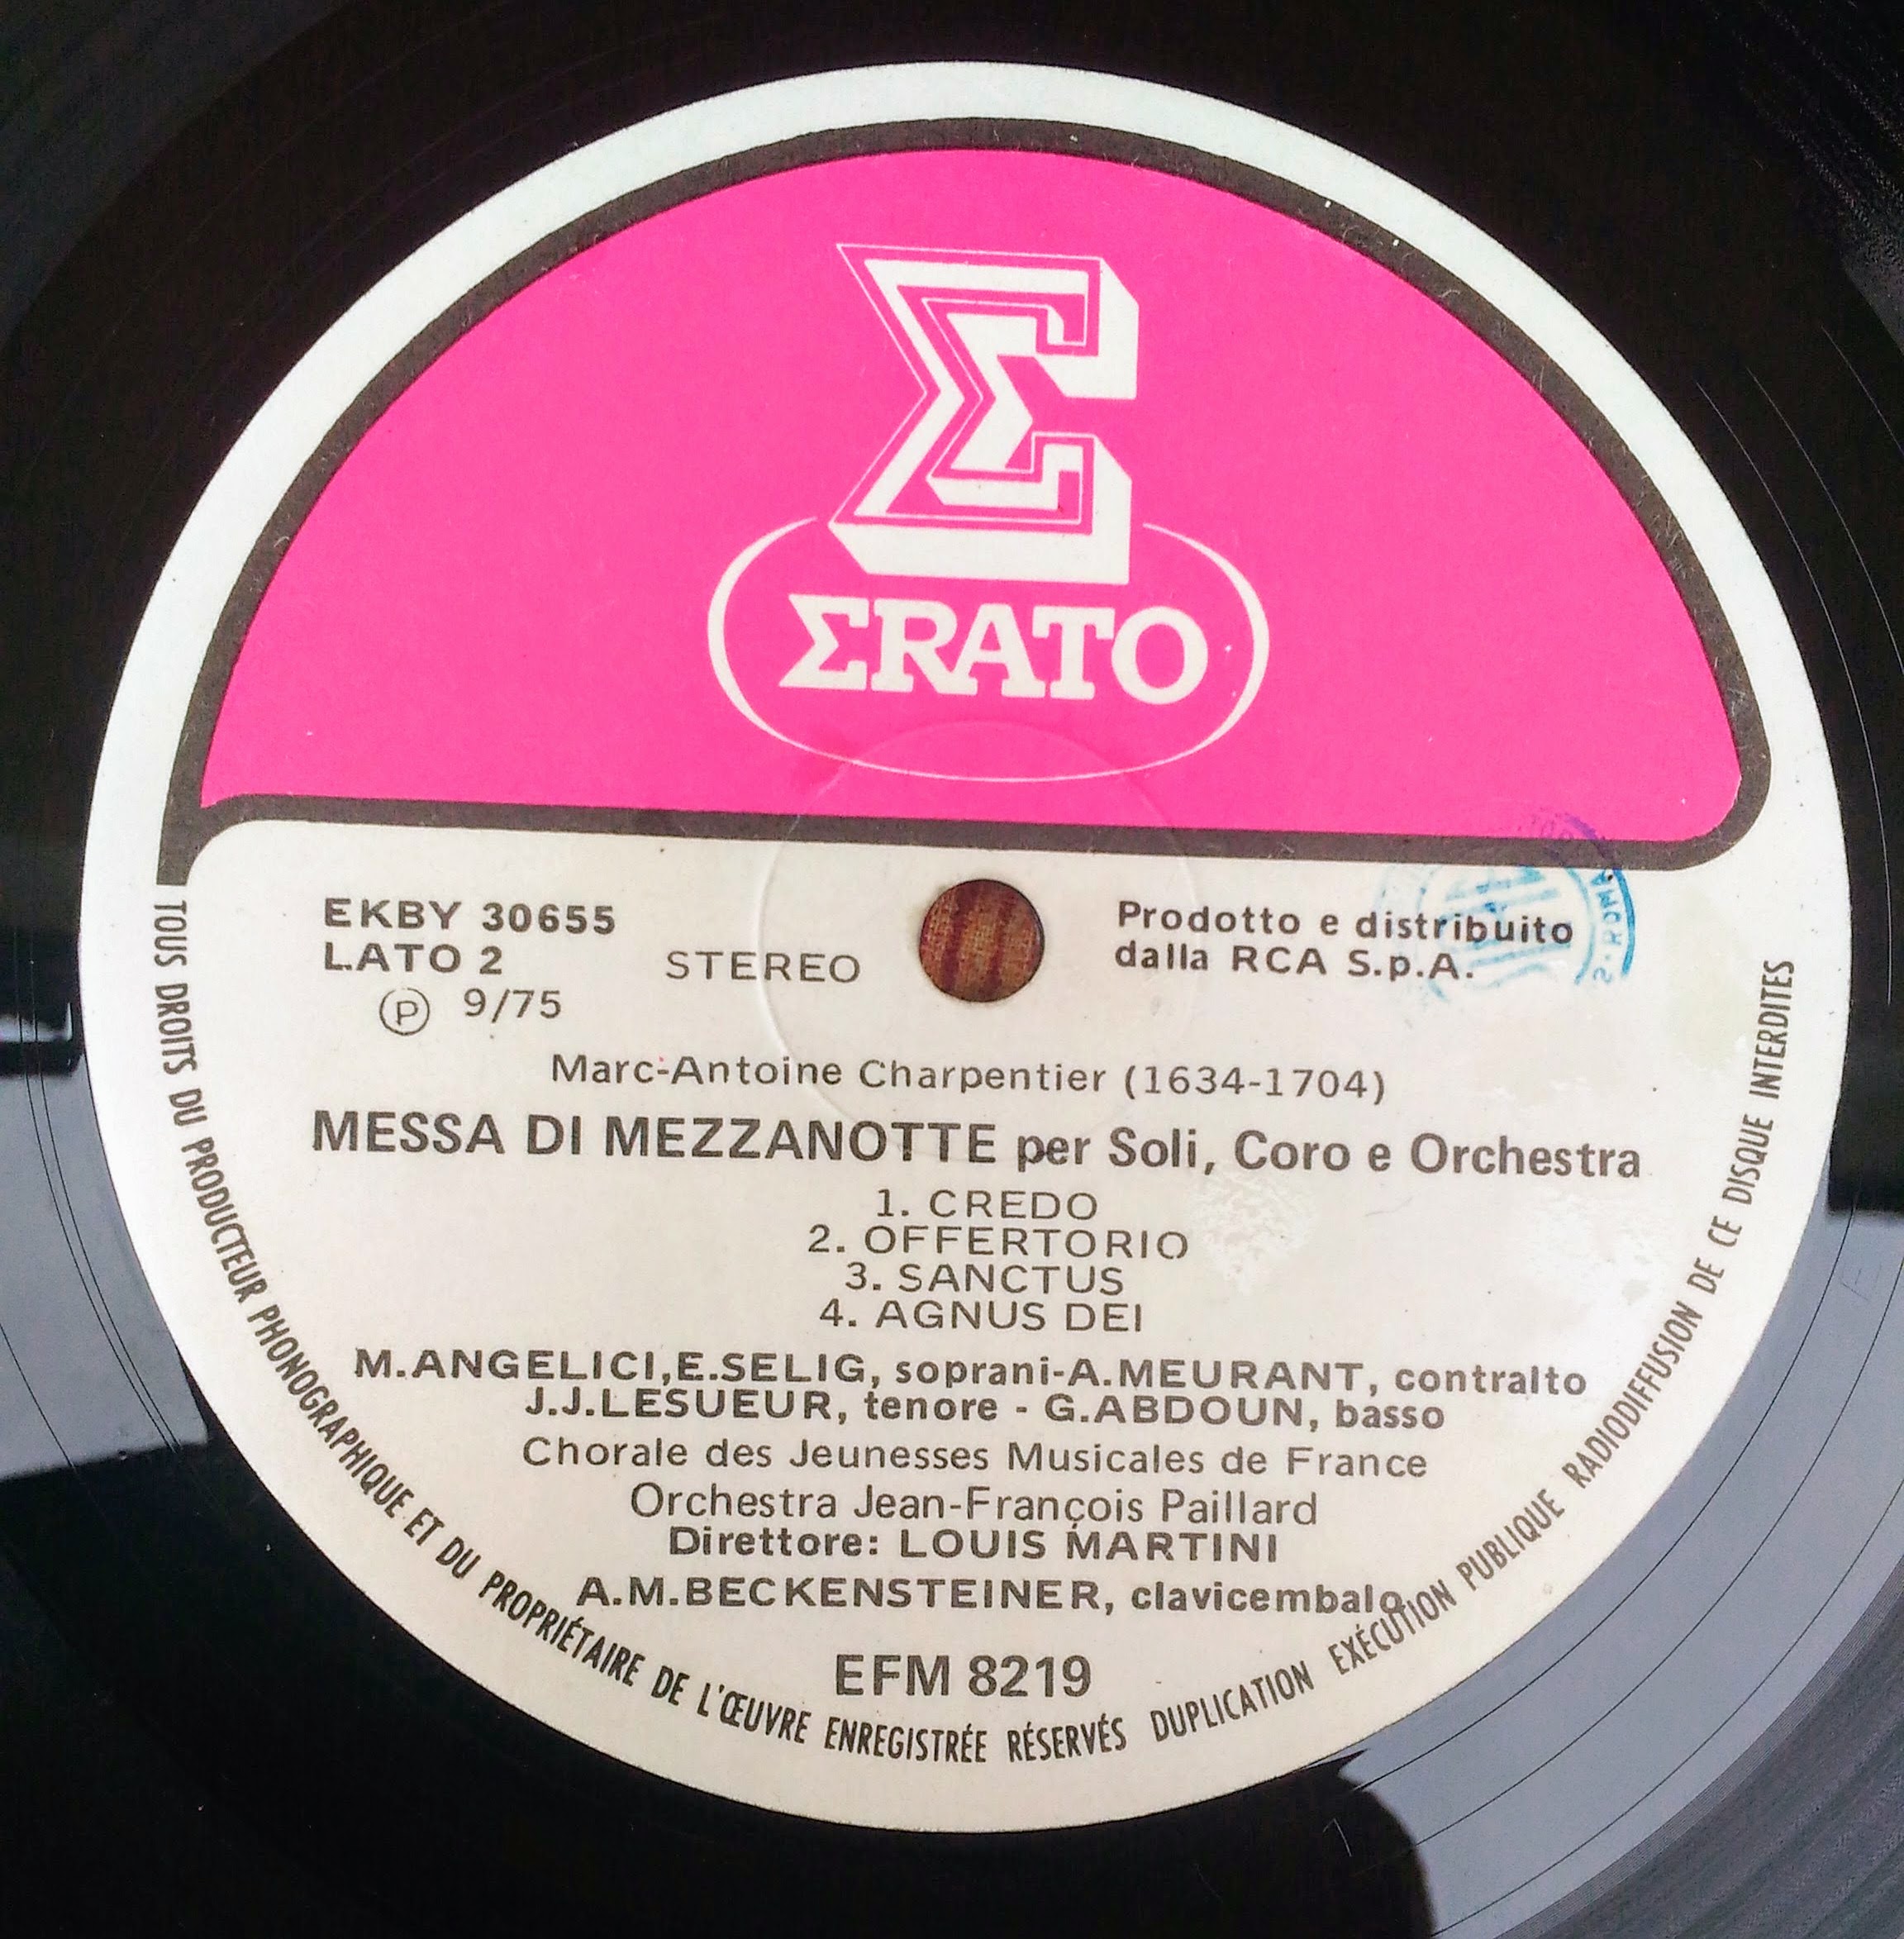 Σ
ΣRATO
EKBY 30655
LATO 2
STEREO
Ⓟ 9/75
Prodotto e distribuito
dalla RCA S.p.A.
Marc-Antoine Charpentier (1634-1704)
MESSA DI MEZZANOTTE per Soli, Coro e Orchestra
1. CREDO
2. OFFERTORIO
3. SANCTUS
4. AGNUS DEI
M.ANGELICI,E.SELIG, soprani-A.MEURANT, contralto
J.J.LESUEUR, tenore - G.ABDOUN, basso
Chorale des Jeunesses Musicales de France
Orchestra Jean-François Paillard
Direttore: LOUIS MARTINI
A.M.BECKENSTEINER, clavicembalo
EFM 8219
TOUS DROITS DU PRODUCTEUR PHONOGRAPHIQUE ET DU PROPRIÉTAIRE DE L'ŒUVRE ENREGISTRÉE RÉSERVÉS DUPLICATION EXÉCUTION PUBLIQUE RADIODIFFUSION DE CE DISQUE INTERDITES
ROMA